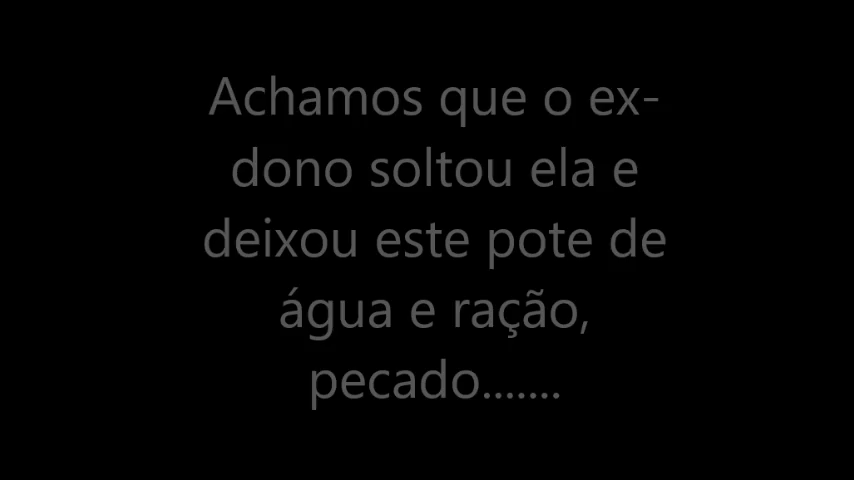 Achamos que o ex-
dono soltou ela e
deixou este pote de
água e ração,
pecado.......